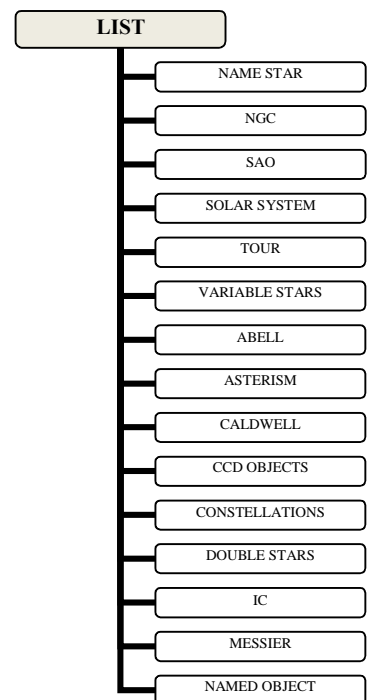 LIST
NAME STAR
NGC
SAO
SOLAR SYSTEM
TOUR
VARIABLE STARS
ABELL
ASTERISM
CALDWELL
CCD OBJECTS
CONSTELLATIONS
DOUBLE STARS
IC
MESSIER
NAMED OBJECT